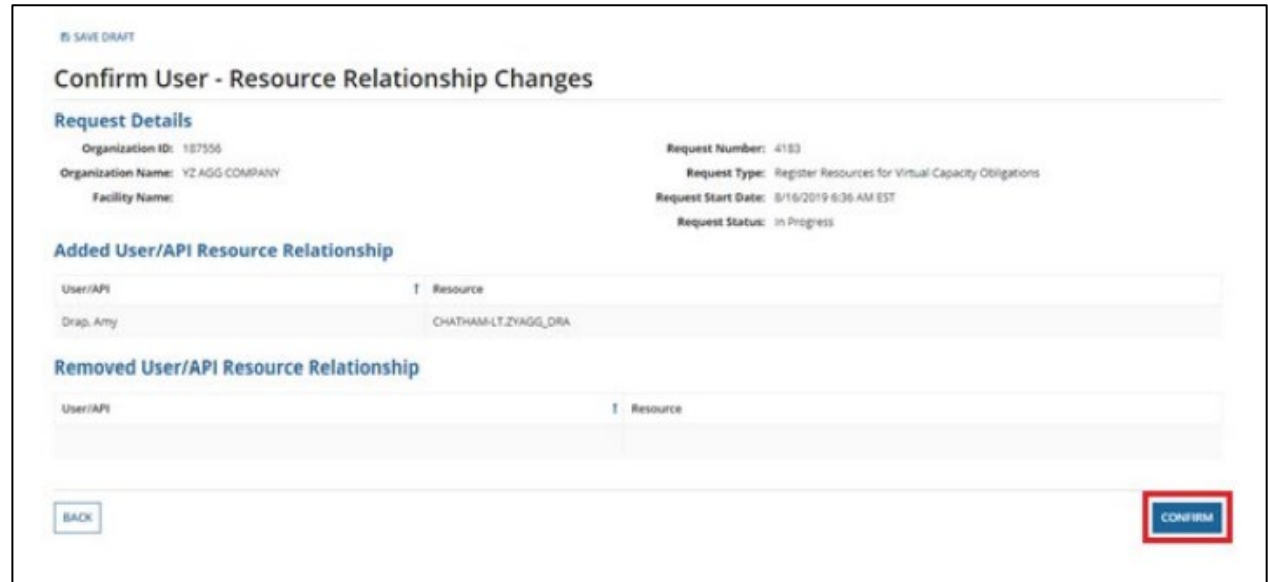 SAVE DRAFT
Confirm User - Resource Relationship Changes
Request Details
Organization ID: 187556
Request Number: 4183
Organization Name: YZ AGG COMPANY
Request Type: Register Resources for Virtual Capacity Obligations
Facility Name:
Request Start Date: 8/16/2019 6:36 AM EST
Request Status: In Progress
Added User/API Resource Relationship
User/API ↑ Resource
Drap, Amy CHATHAM-LT.ZYAGG_DRA
Removed User/API Resource Relationship
User/API ↑ Resource
BACK CONFIRM